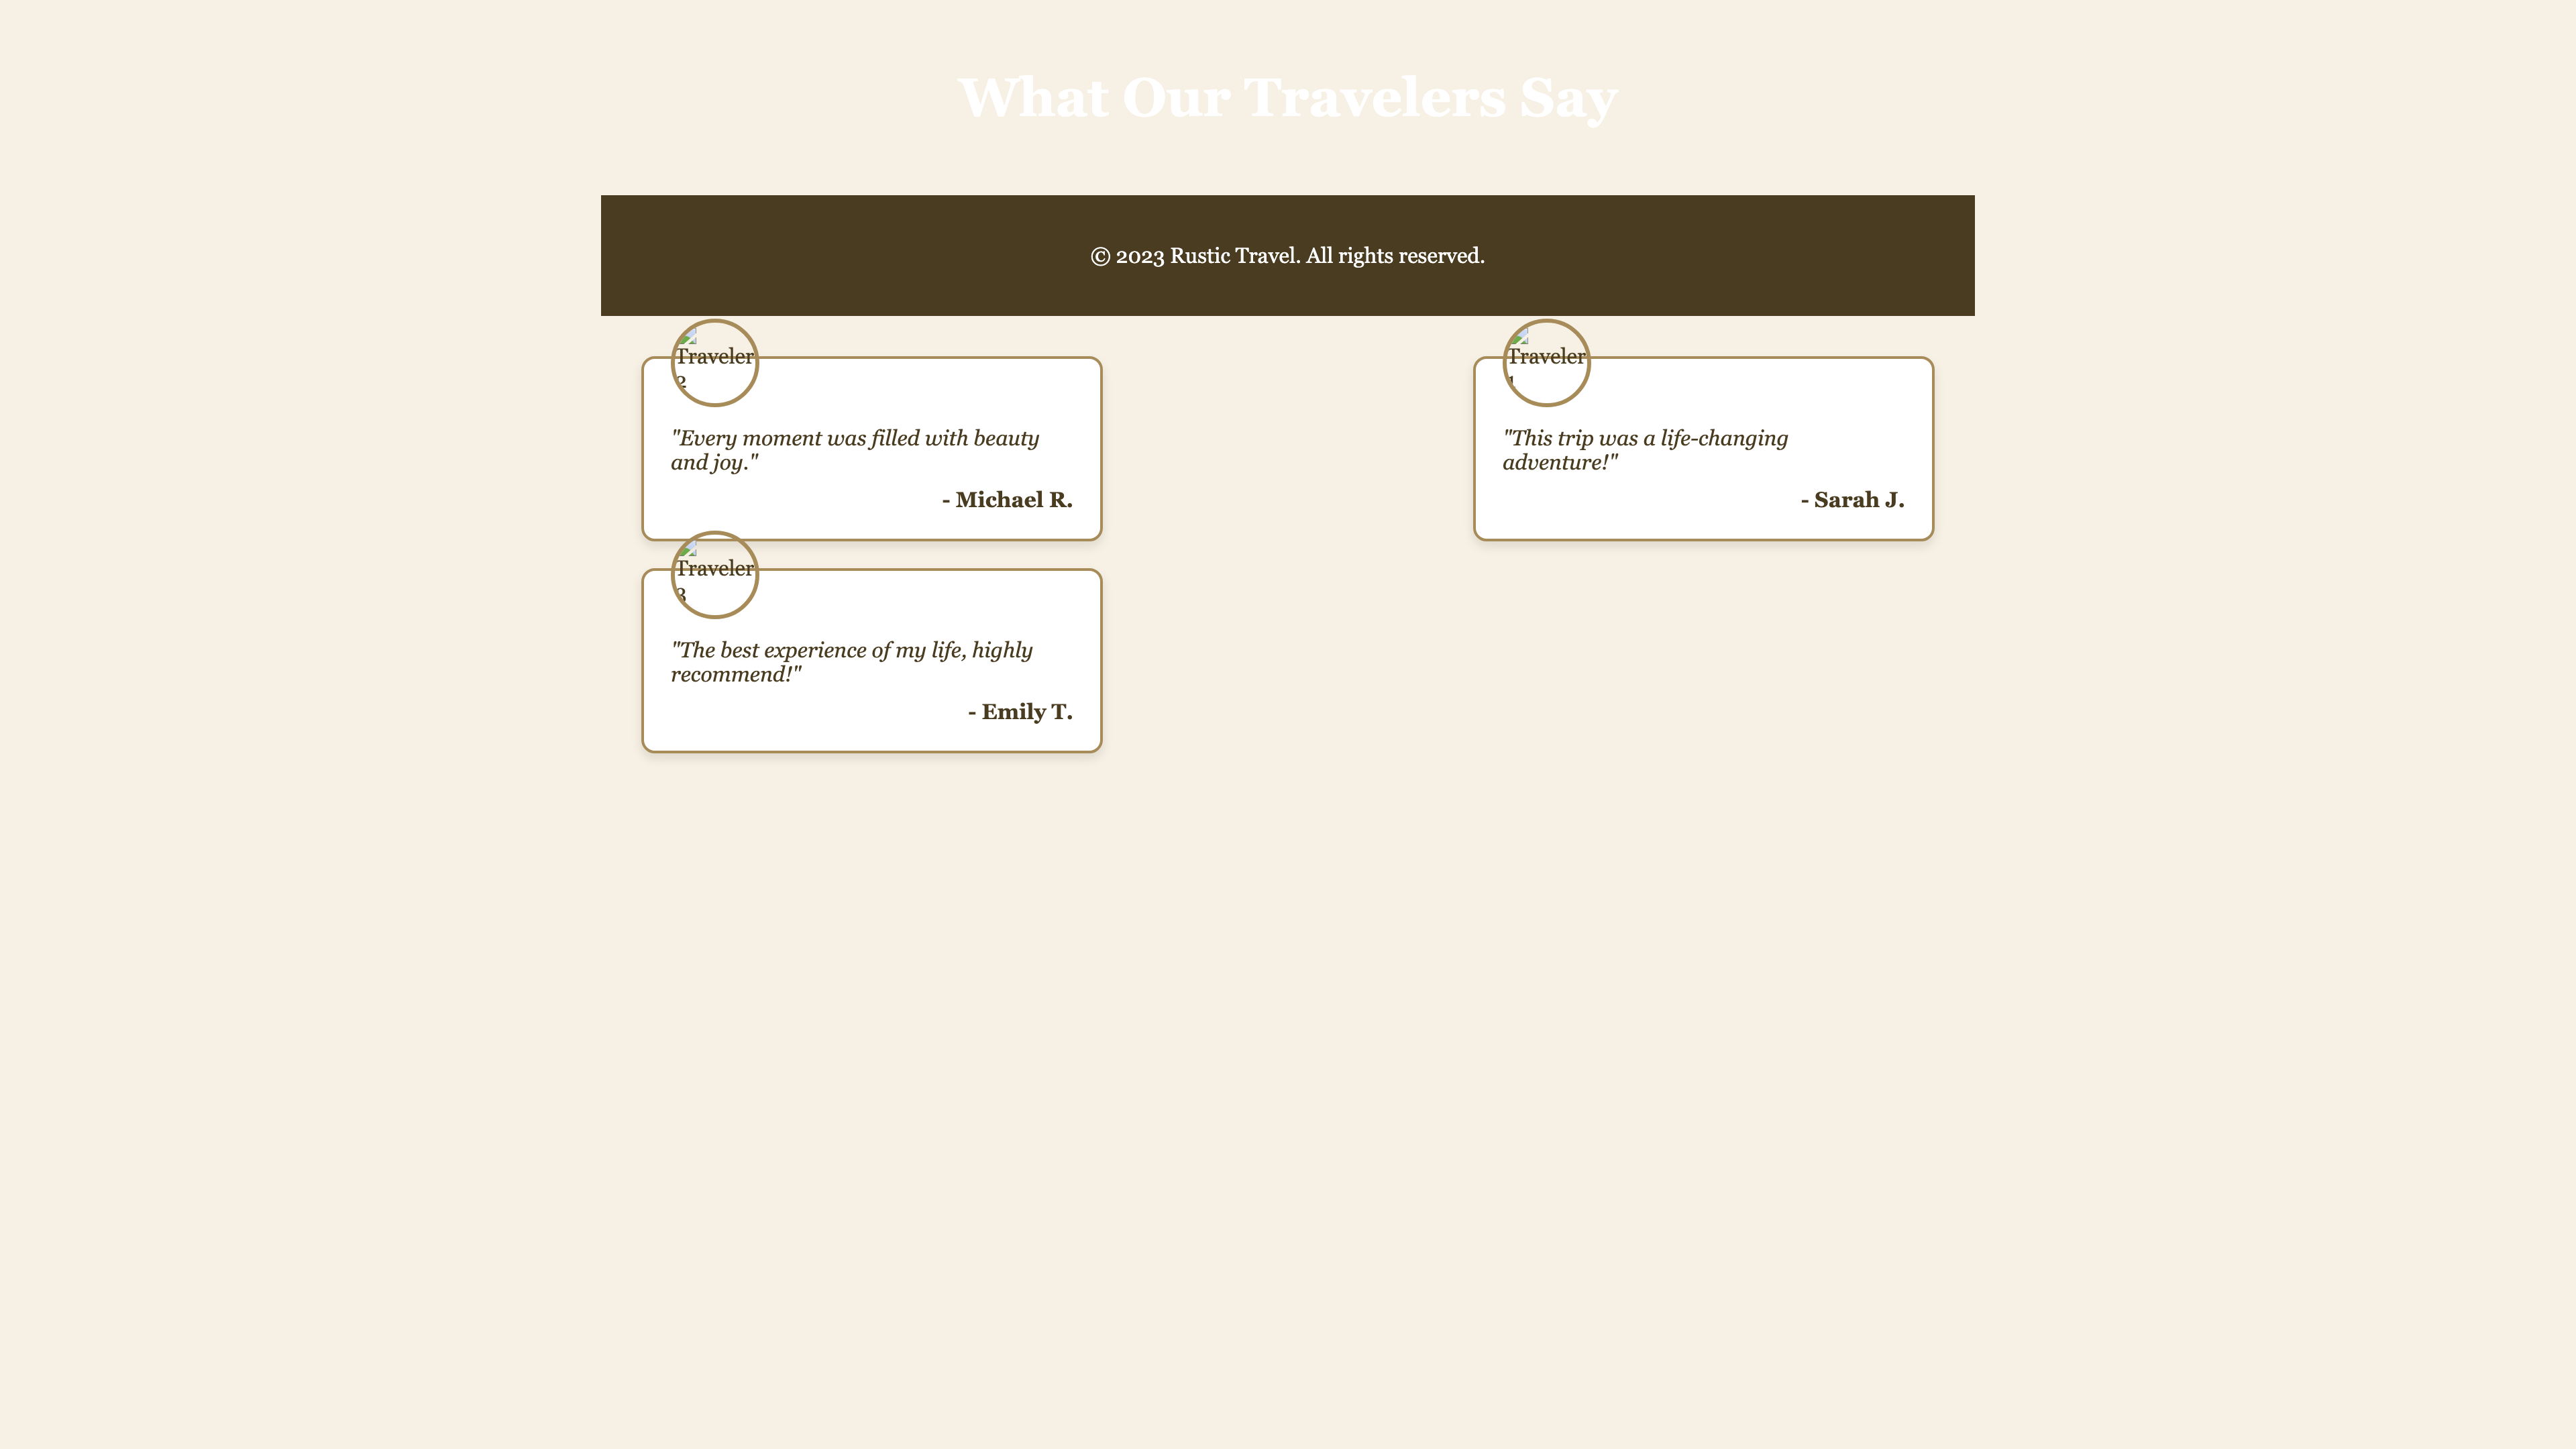 What Our Travelers Say
© 2023 Rustic Travel. All rights reserved.
Traveler
2
"Every moment was filled with beauty
and joy."
- Michael R.
Traveler
1
"This trip was a life-changing
adventure!"
- Sarah J.
Traveler
3
"The best experience of my life, highly
recommend!"
- Emily T.